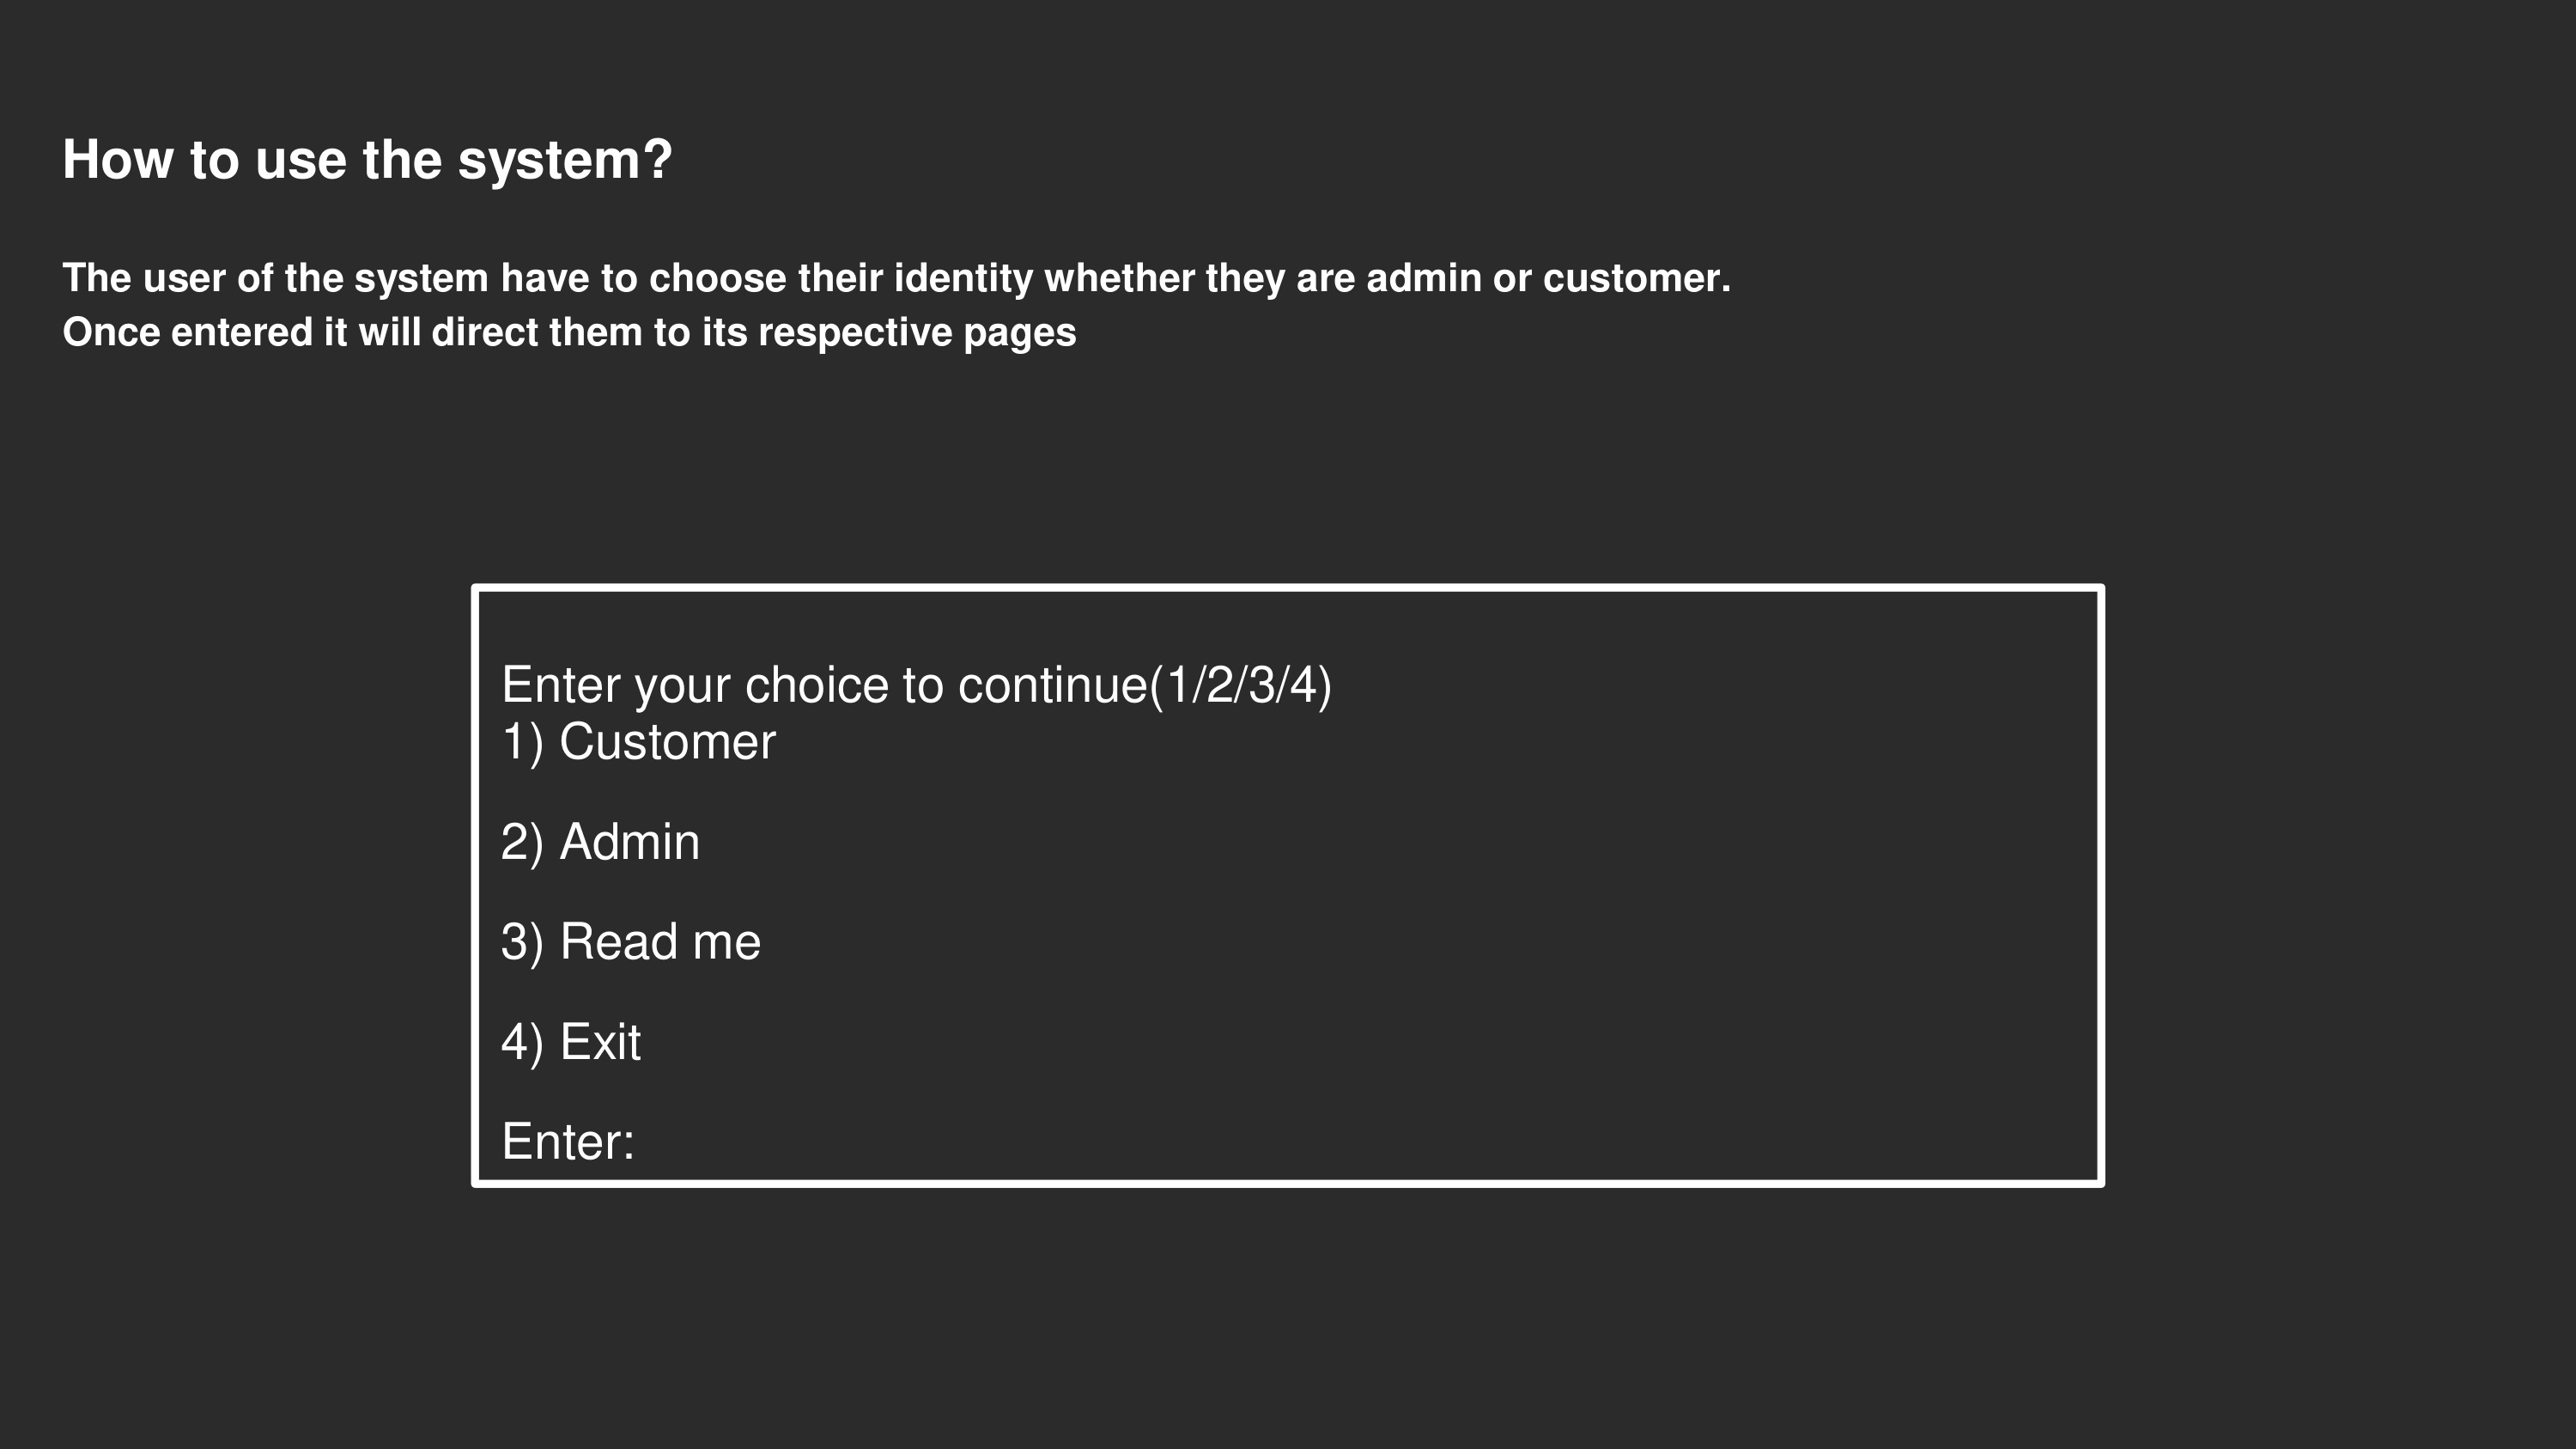 How to use the system?
The user of the system have to choose their identity whether they are admin or customer.
Once entered it will direct them to its respective pages
Enter your choice to continue(1/2/3/4)
1) Customer
2) Admin
3) Read me
4) Exit
Enter: